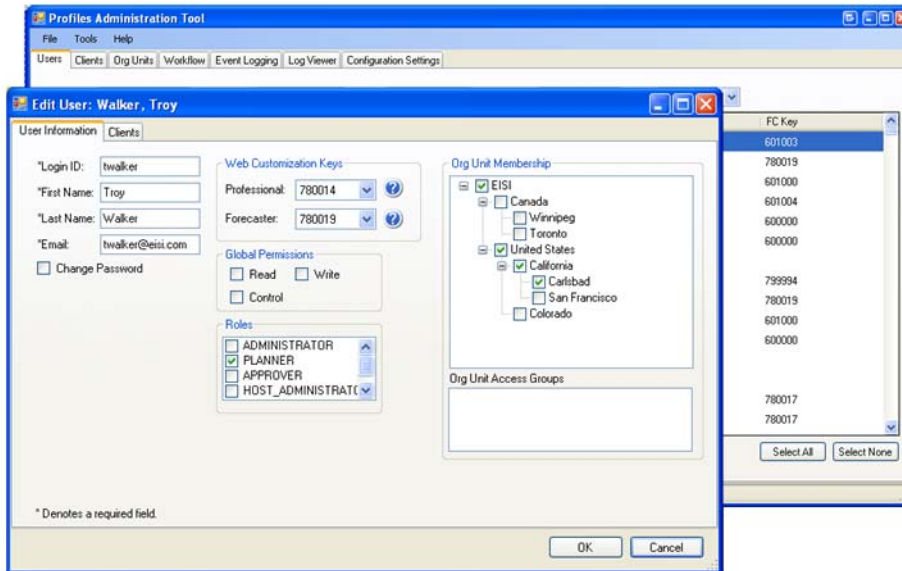 Profiles Administration Tool
File Tools Help
Users Clients Org Units Workflow Event Logging Log Viewer Configuration Settings
Edit User: Walker, Troy
User Information Clients
*Login ID: twalker
*First Name: Troy
*Last Name: Walker
*Email: twalker@eisi.com
Change Password
Web Customization Keys
Professional: 780014
Forecaster: 780019
Global Permissions
Read Write
Control
Roles
ADMINISTRATOR
PLANNER
APPROVER
HOST_ADMINISTRATO
Org Unit Membership
EISI
Canada
Winnipeg
Toronto
United States
California
Carlsbad
San Francisco
Colorado
Org Unit Access Groups
* Denotes a required field.
OK Cancel
FC Key
601003
780019
601000
601004
600000
600000
799994
780019
601000
600000
780017
780017
Select All Select None